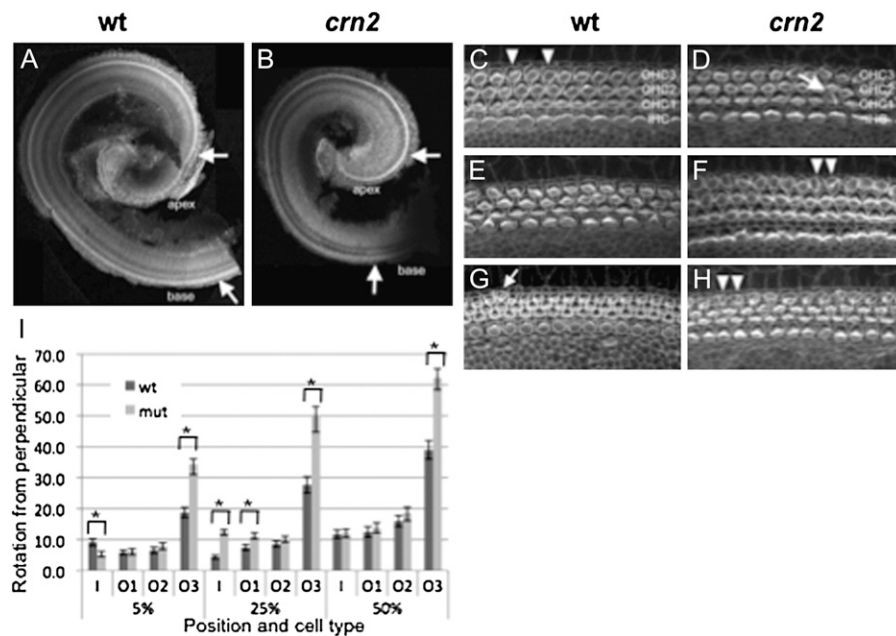 wt crn2 wt crn2
A
apex
base
B
apex
base
C
OHC3
OHC2
OHC1
IHC
D
OHC3
OHC2
OHC1
IHC
E
F
G
H
I
Rotation from perpendicular
70.0
60.0
50.0
40.0
30.0
20.0
10.0
0.0
wt
mut
* * * * * *
I O1 O2 O3 I O1 O2 O3 I O1 O2 O3
5% 25% 50%
Position and cell type